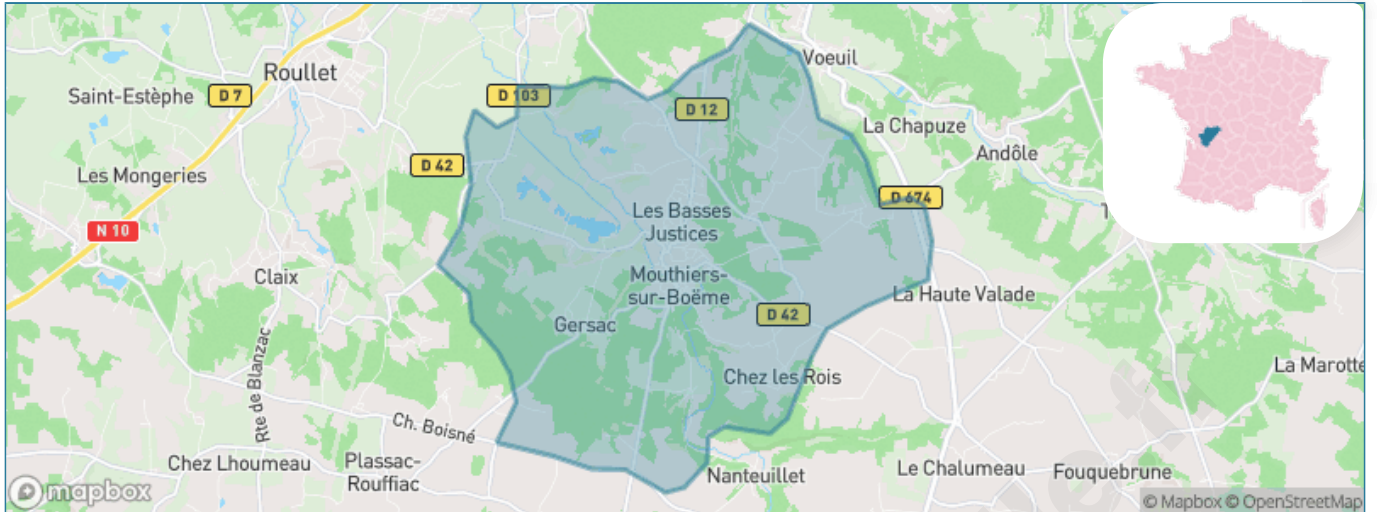 Voeuil
Roullet
Saint-Estèphe
D 7
D 103
D 12
La Chapuze
Andôle
D 42
Les Mongeries
D 674
Les Basses
Justices
N 10
Claix
Mouthiers-
sur-Boëme
La Haute Valade
D 42
Gersac
Rte de Blanzac
La Marotte
Chez les Rois
Ch. Boisné
Chez Lhoumeau
Plassac-
Rouffiac
Nanteuillet
Le Chalumeau
Fouquebrune
mapbox
© Mapbox © OpenStreetMap